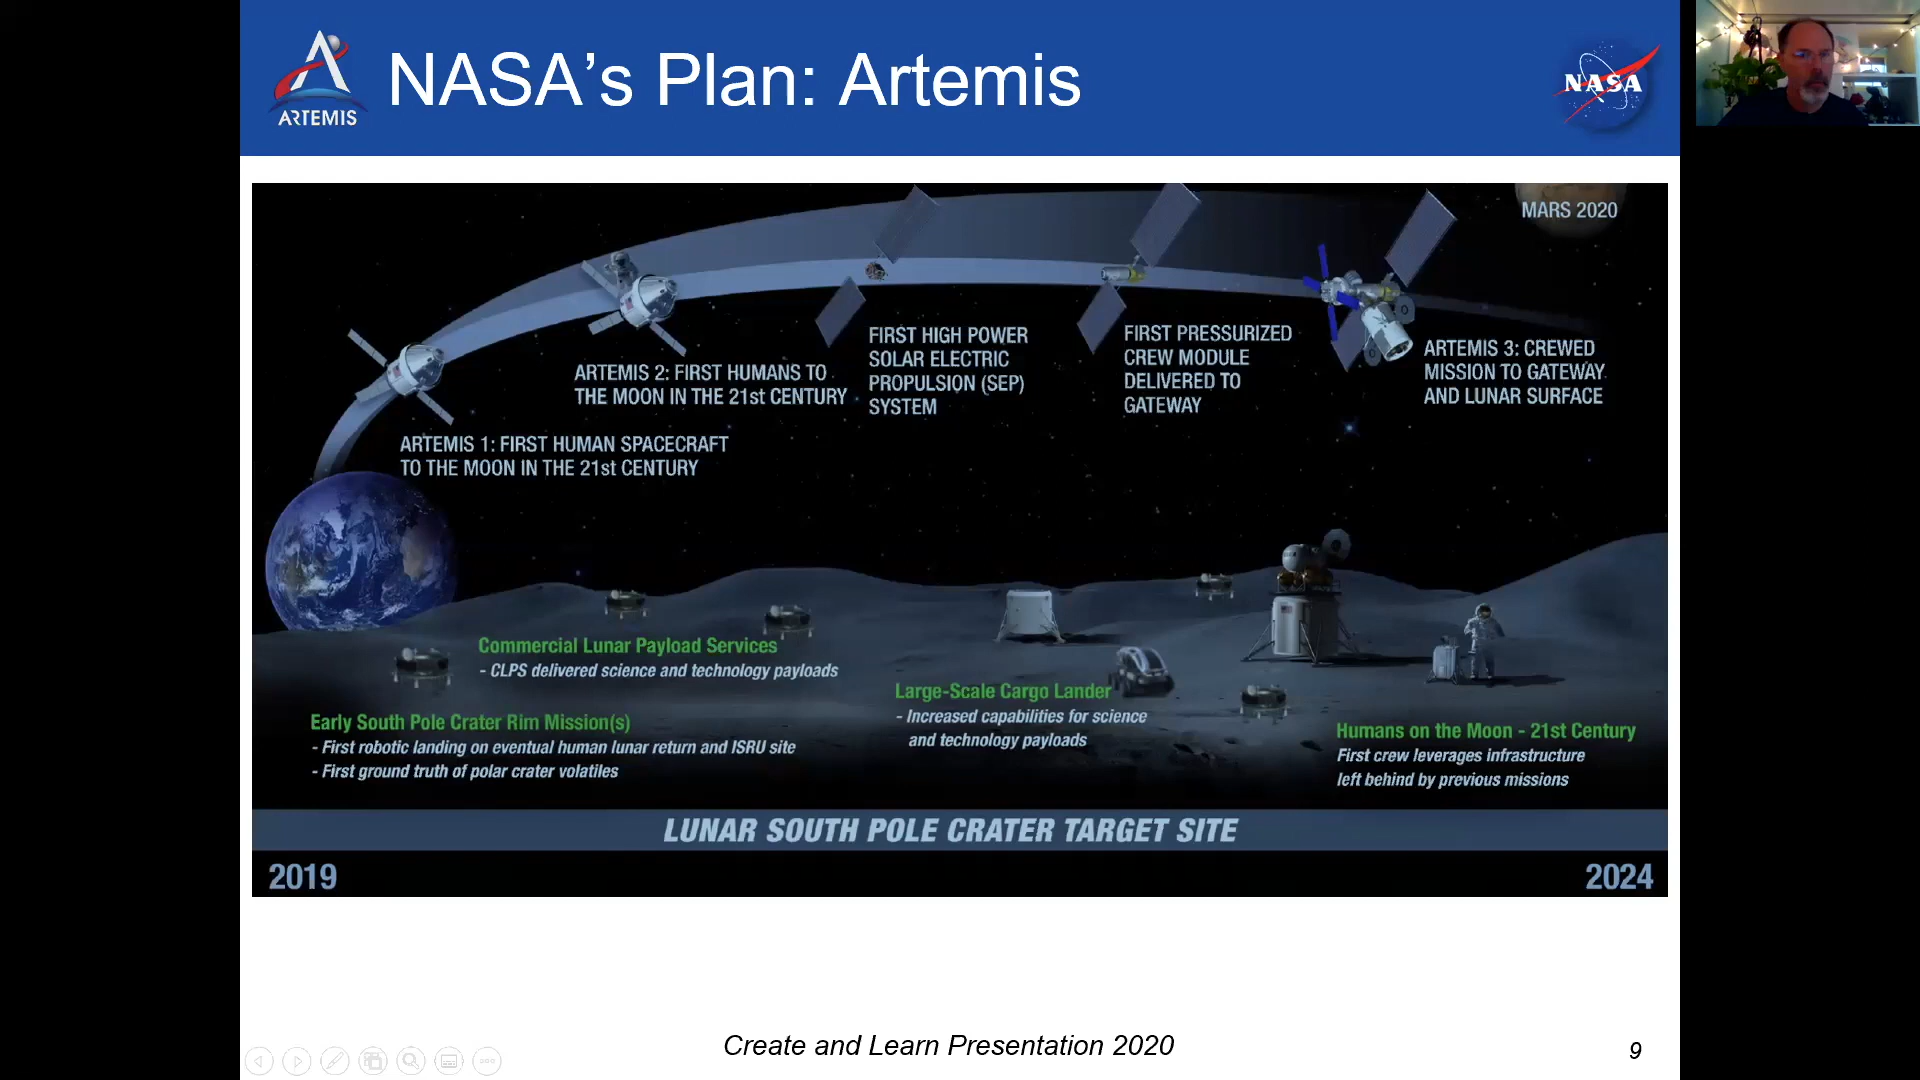 NASA's Plan: Artemis
ARTEMIS
NASA
MARS 2020
ARTEMIS 1: FIRST HUMAN SPACECRAFT
TO THE MOON IN THE 21st CENTURY
ARTEMIS 2: FIRST HUMANS TO
THE MOON IN THE 21st CENTURY
FIRST HIGH POWER
SOLAR ELECTRIC
PROPULSION (SEP)
SYSTEM
FIRST PRESSURIZED
CREW MODULE
DELIVERED TO
GATEWAY
ARTEMIS 3: CREWED
MISSION TO GATEWAY
AND LUNAR SURFACE
Commercial Lunar Payload Services
- CLPS delivered science and technology payloads
Early South Pole Crater Rim Mission(s)
- First robotic landing on eventual human lunar return and ISRU site
- First ground truth of polar crater volatiles
Large-Scale Cargo Lander
- Increased capabilities for science
and technology payloads
Humans on the Moon - 21st Century
First crew leverages infrastructure
left behind by previous missions
LUNAR SOUTH POLE CRATER TARGET SITE
2019
2024
Create and Learn Presentation 2020
9